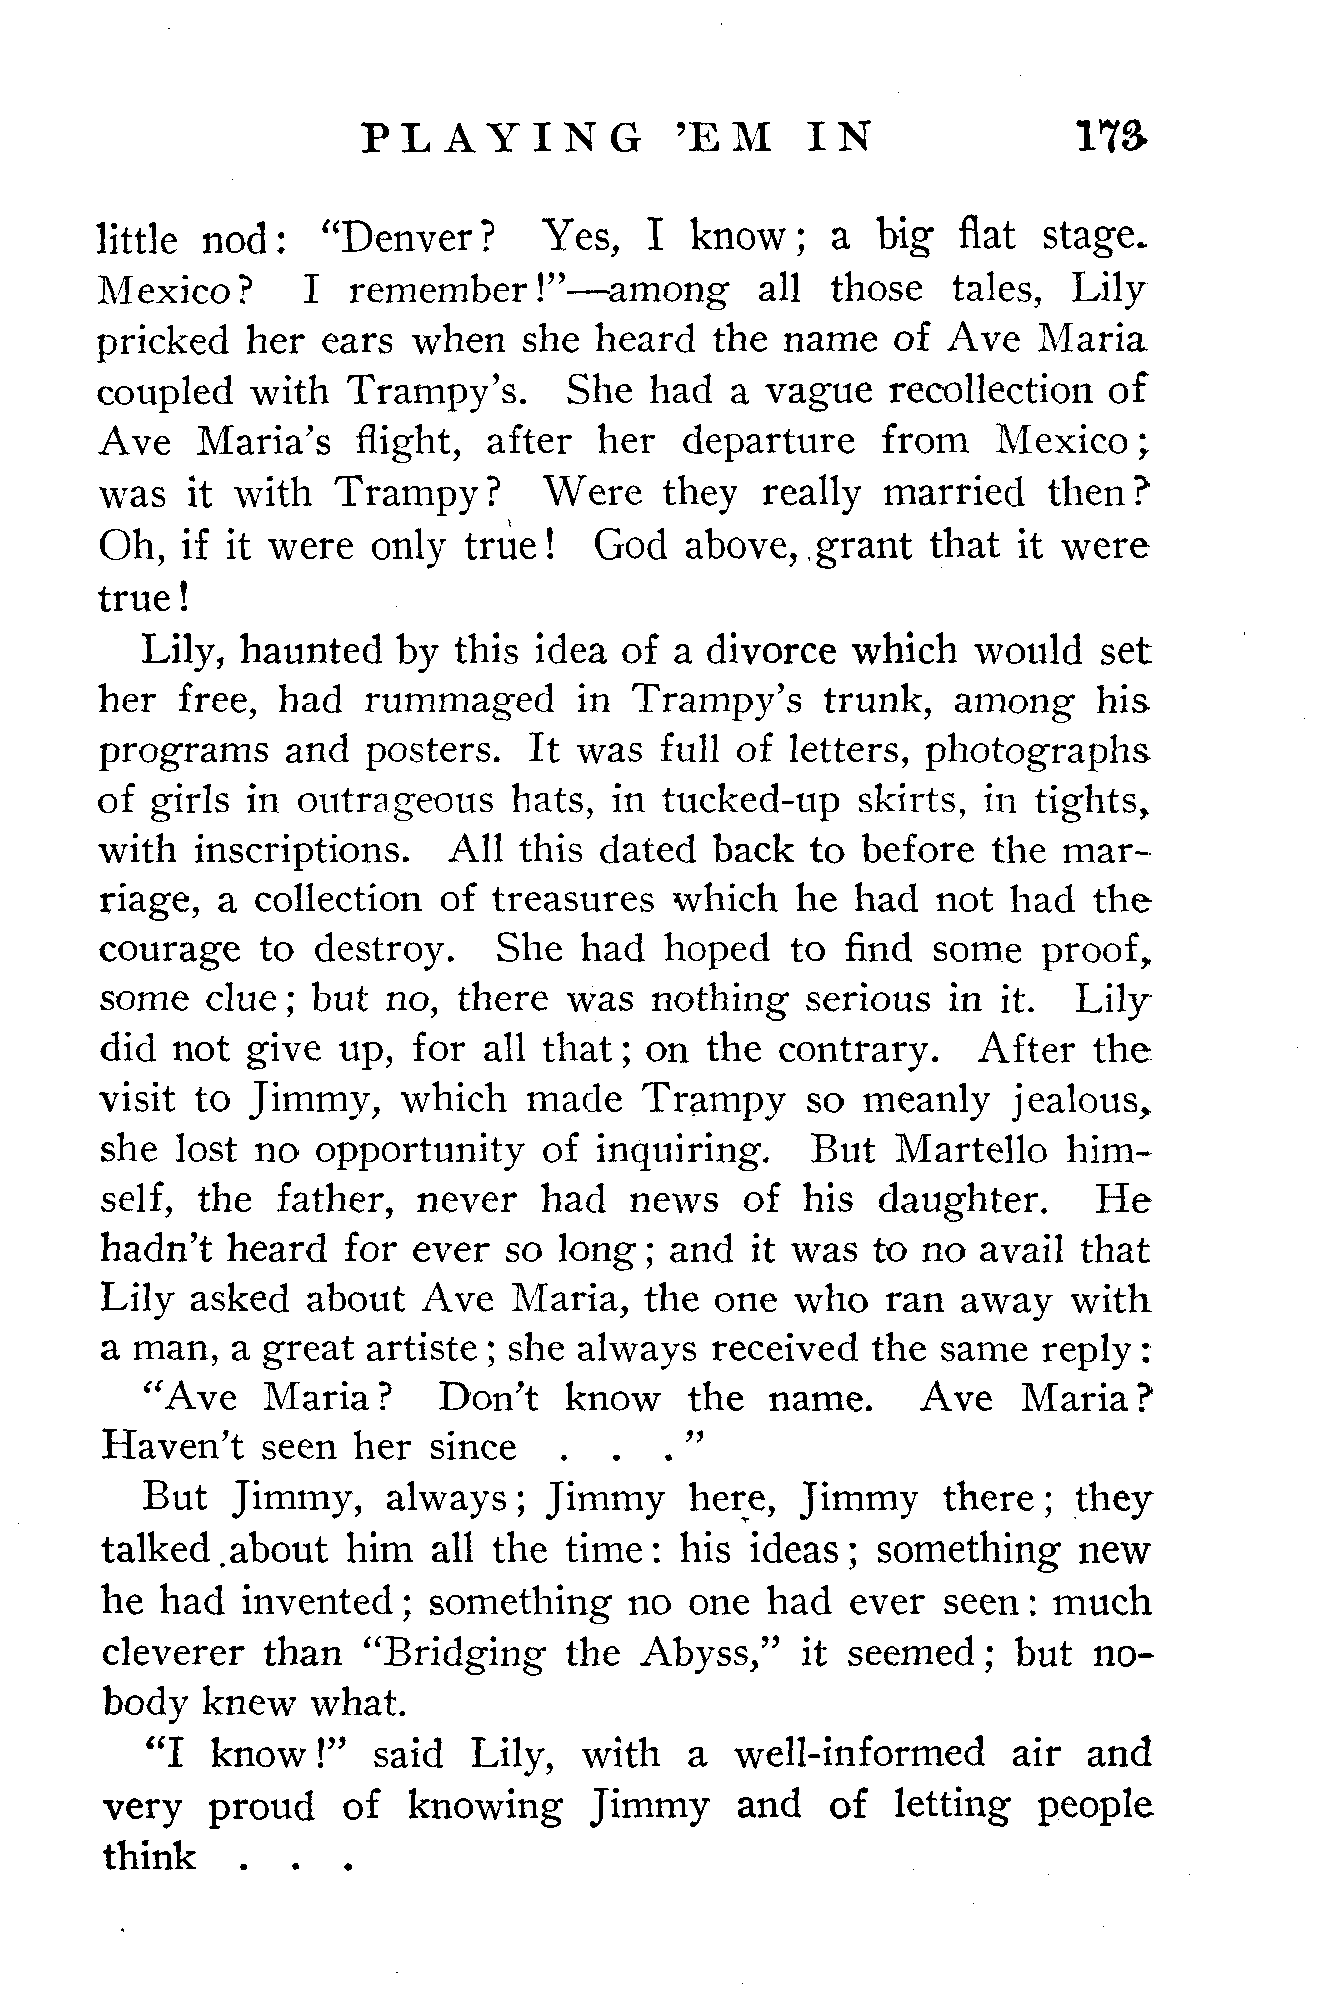 PLAYING 'EM IN 173
little nod: "Denver? Yes, I know; a big flat stage.
Mexico? I remember!"—among all those tales, Lily
pricked her ears when she heard the name of Ave Maria
coupled with Trampy's. She had a vague recollection of
Ave Maria's flight, after her departure from Mexico;
was it with Trampy? Were they really married then?
Oh, if it were only true! God above, grant that it were
true!
Lily, haunted by this idea of a divorce which would set
her free, had rummaged in Trampy's trunk, among his
programs and posters. It was full of letters, photographs
of girls in outrageous hats, in tucked-up skirts, in tights,
with inscriptions. All this dated back to before the mar-
riage, a collection of treasures which he had not had the
courage to destroy. She had hoped to find some proof,
some clue; but no, there was nothing serious in it. Lily
did not give up, for all that; on the contrary. After the
visit to Jimmy, which made Trampy so meanly jealous,
she lost no opportunity of inquiring. But Martello him-
self, the father, never had news of his daughter. He
hadn't heard for ever so long; and it was to no avail that
Lily asked about Ave Maria, the one who ran away with
a man, a great artiste; she always received the same reply:
"Ave Maria? Don't know the name. Ave Maria?
Haven't seen her since . . ."
But Jimmy, always; Jimmy here, Jimmy there; they
talked about him all the time: his ideas; something new
he had invented; something no one had ever seen: much
cleverer than "Bridging the Abyss," it seemed; but no-
body knew what.
"I know!" said Lily, with a well-informed air and
very proud of knowing Jimmy and of letting people
think . . .